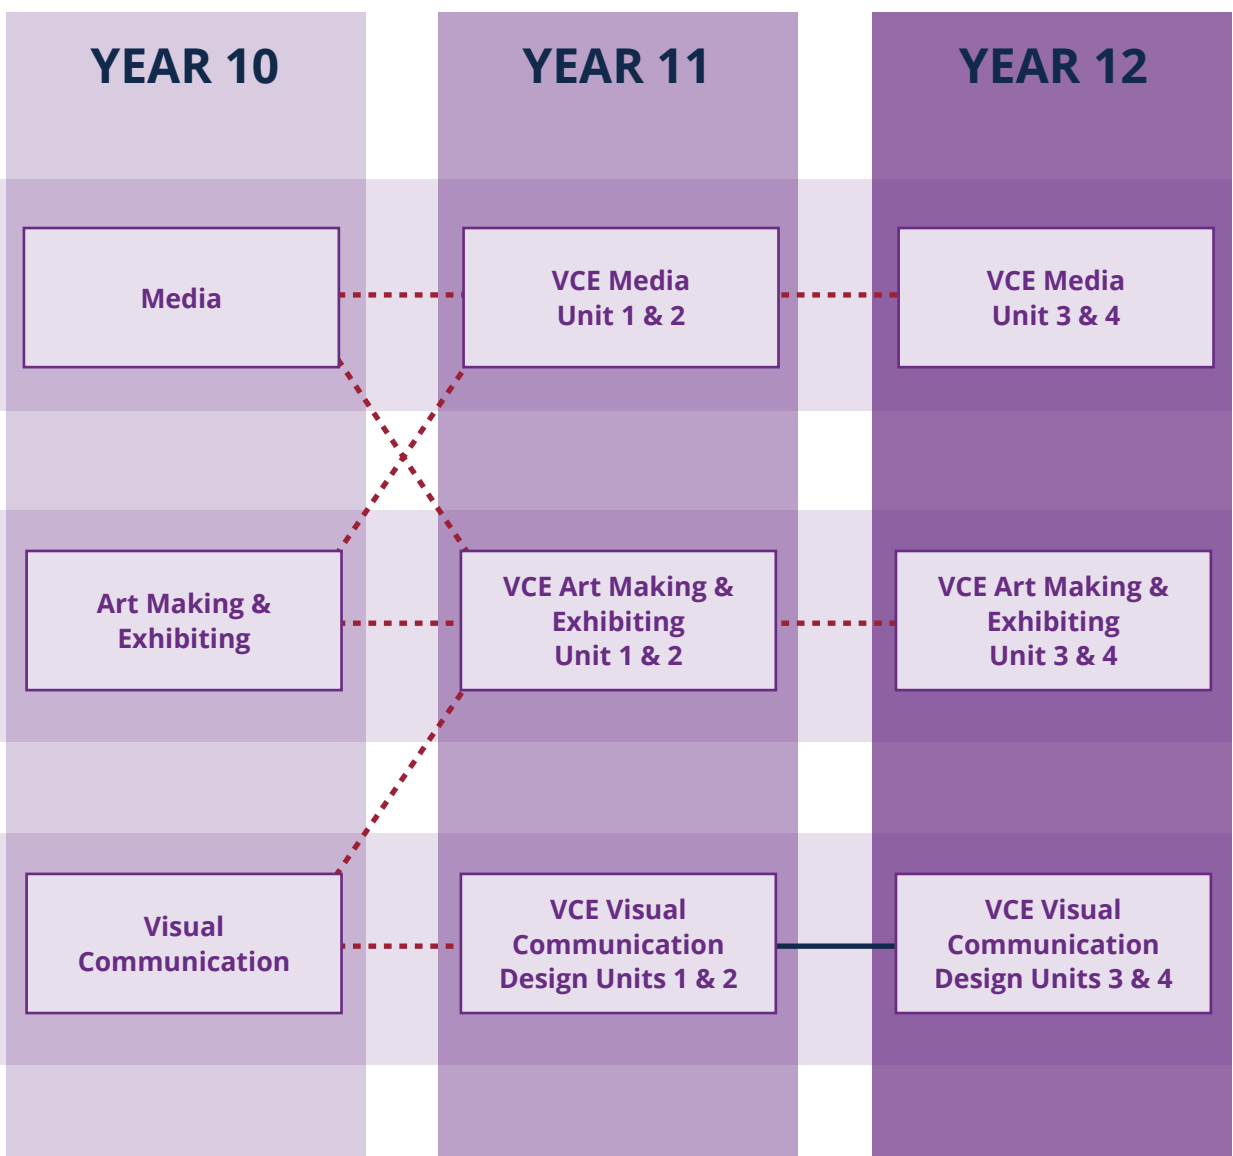 YEAR 10
YEAR 11
YEAR 12
Media
VCE Media
Unit 1 & 2
VCE Media
Unit 3 & 4
Art Making &
Exhibiting
VCE Art Making &
Exhibiting
Unit 1 & 2
VCE Art Making &
Exhibiting
Unit 3 & 4
Visual
Communication
VCE Visual
Communication
Design Units 1 & 2
VCE Visual
Communication
Design Units 3 & 4